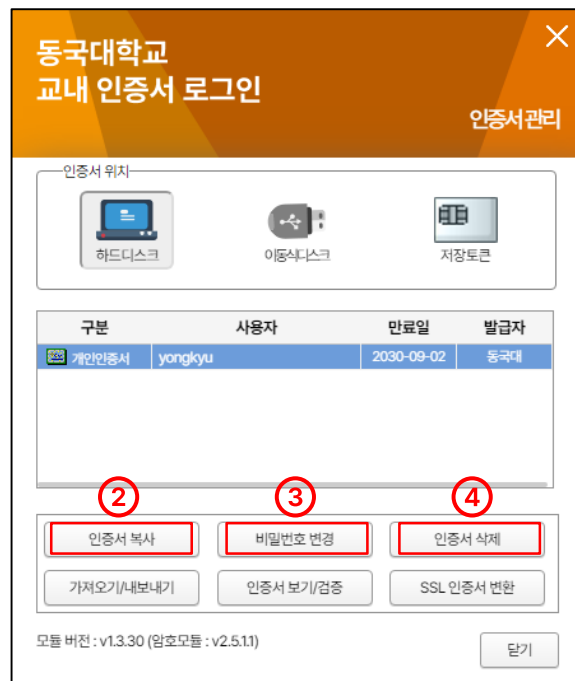 동국대학교
교내 인증서 로그인
인증서관리
인증서 위치
하드디스크 이동식디스크 저장토큰
구분 사용자 만료일 발급자
개인인증서 yongkyu 2030-09-02 동국대
② ③ ④
인증서 복사 비밀번호 변경 인증서 삭제
가져오기/내보내기 인증서 보기/검증 SSL 인증서 변환
모듈 버전 : v1.3.30 (암호모듈 : v2.5.1.1)
닫기